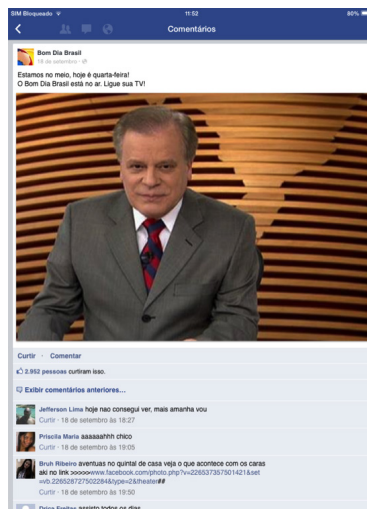 SIM Bloqueado 11:52 80%
Comentários
Bom Dia Brasil
18 de setembro ·
Estamos no meio, hoje é quarta-feira!
O Bom Dia Brasil está no ar. Ligue sua TV!
Curtir · Comentar
2.952 pessoas curtiram isso.
Exibir comentários anteriores...
Jefferson Lima hoje nao consegui ver, mais amanha vou
Curtir · 18 de setembro às 18:27
Priscila Maria aaaaaahhh chico
Curtir · 18 de setembro às 19:05
Bruh Ribeiro aventuas no quintal de casa veja o que acontece com os caras
aki no link >>>>>www.facebook.com/photo.php?v=226537357501421&set
=vb.226528727502284&type=2&theater##
Curtir · 18 de setembro às 19:50
Drica Freitas assisto todos os dias